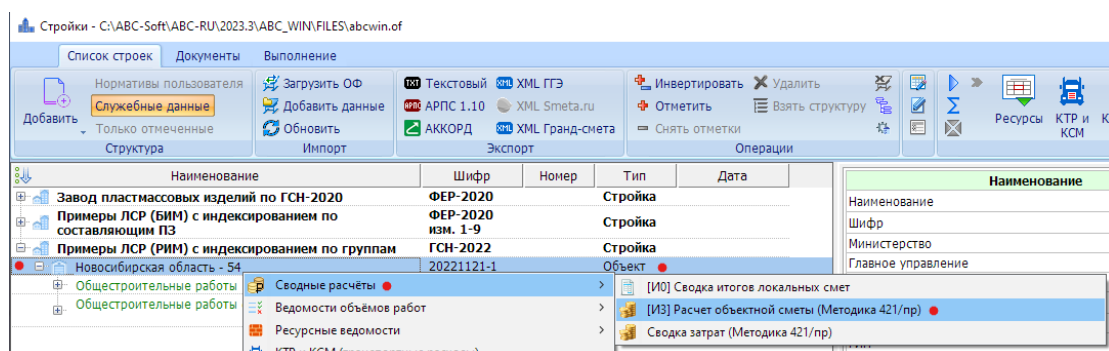 Стройки - C:\ABC-Soft\ABC-RU\2023.3\ABC_WIN\FILES\abcwin.of
Список строек Документы Выполнение
Добавить
Нормативы пользователя
Служебные данные
Только отмеченные
Структура
Загрузить ОФ
Добавить данные
Обновить
Импорт
TXT Текстовый XML XML ГГЭ
АРПС АРПС 1.10 XML Smeta.ru
АККОРД XML XML Гранд-смета
Экспорт
Инвертировать Удалить
Отметить Взять структуру
Снять отметки
Операции
Ресурсы
КТР и
КСМ
Наименование Шифр Номер Тип Дата
Завод пластмассовых изделий по ГСН-2020 ФЕР-2020 Стройка
Примеры ЛСР (БИМ) с индексированием по
составляющим ПЗ
ФЕР-2020
изм. 1-9
Стройка
Примеры ЛСР (РИМ) с индексированием по группам ГСН-2022 Стройка
Новосибирская область - 54 20221121-1 Объект
Общестроительные работы
Общестроительные работы
Сводные расчёты
Ведомости объёмов работ
Ресурсные ведомости
[И0] Сводка итогов локальных смет
[И3] Расчет объектной сметы (Методика 421/пр)
Сводка затрат (Методика 421/пр)
Наименование
Наименование
Шифр
Министерство
Главное управление